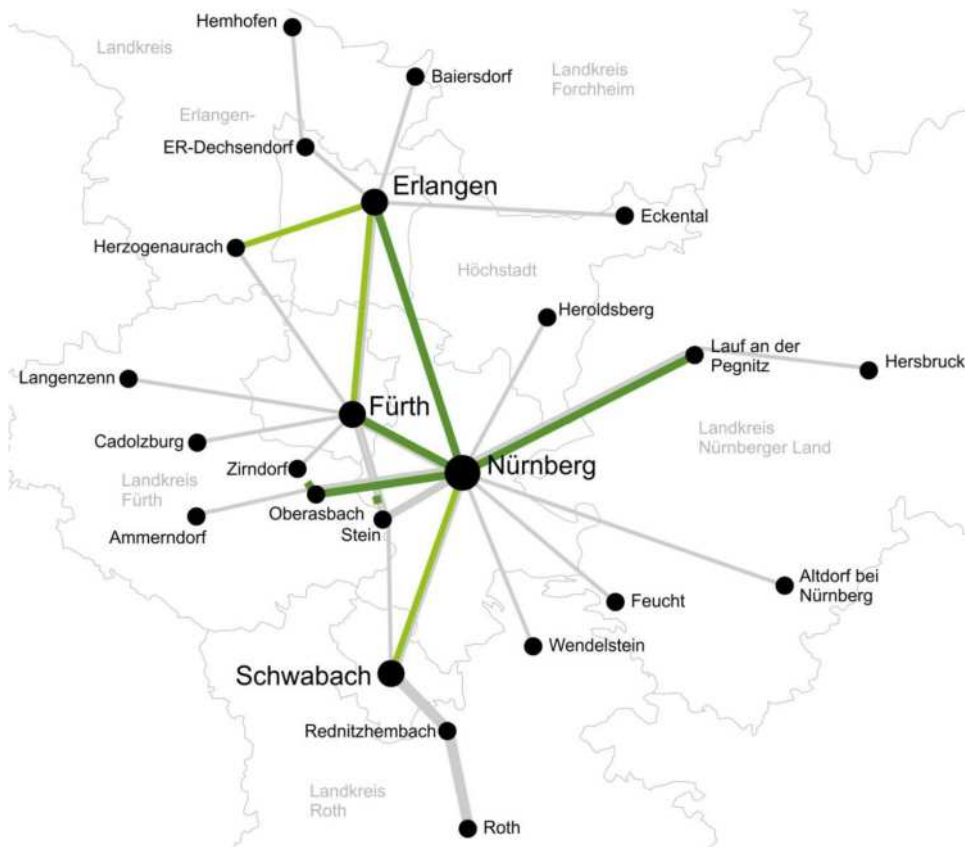 Hemhofen
Landkreis
Baiersdorf
Landkreis
Forchheim
Erlangen-
ER-Dechsendorf
Erlangen
Eckental
Herzogenaurach
Höchstadt
Heroldsberg
Lauf an der
Pegnitz
Hersbruck
Langenzenn
Fürth
Cadolzburg
Landkreis
Nürnberger Land
Zirndorf
Nürnberg
Landkreis
Fürth
Oberasbach
Stein
Ammerndorf
Altdorf bei
Nürnberg
Feucht
Wendelstein
Schwabach
Rednitzhembach
Landkreis
Roth
Roth